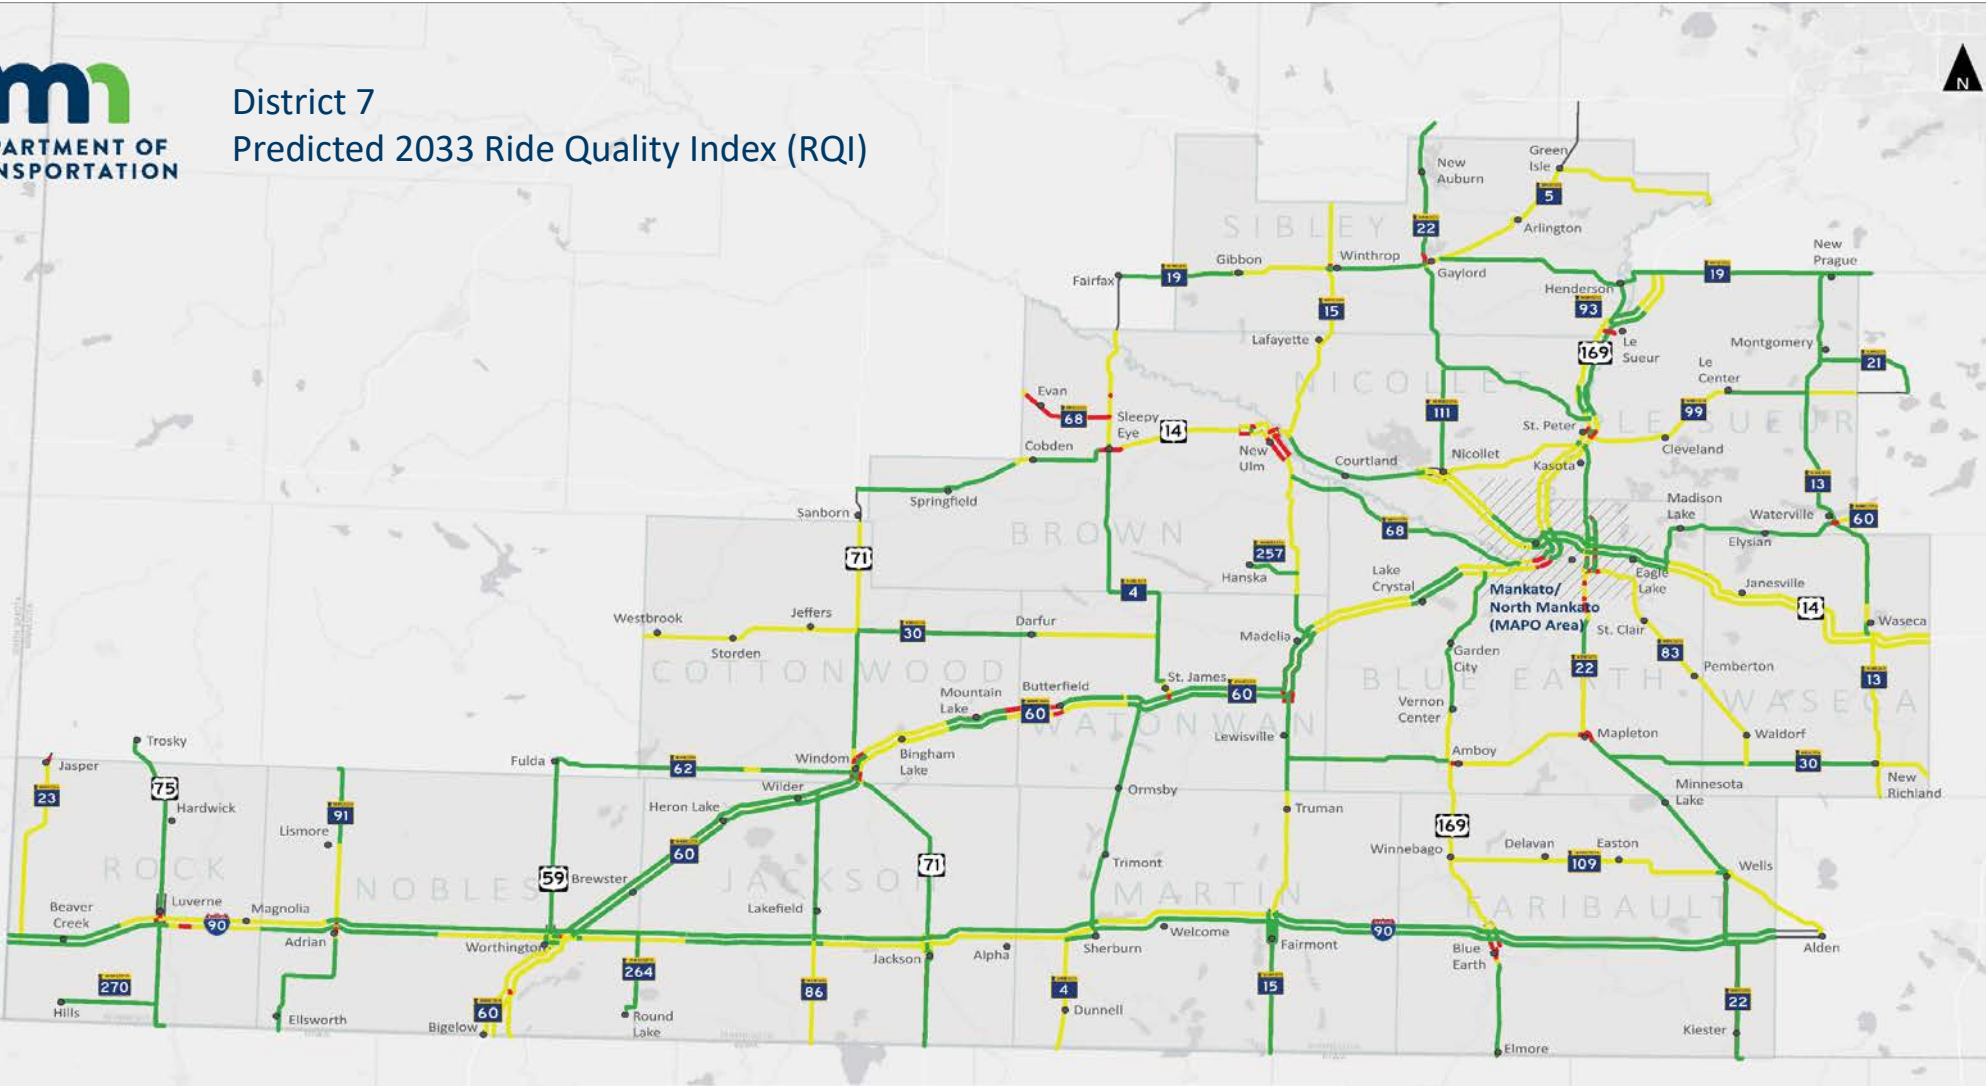 mn
PARTMENT OF
NSPORTATION
District 7
Predicted 2033 Ride Quality Index (RQI)
N
Green
Isle
New
Auburn
5
SIBLEY
22
Arlington
New
Prague
Gibbon
Winthrop
Fairfax
19
Gaylord
19
Henderson
93
15
Lafayette
169
Le
Sueur
Montgomery
21
Le
Center
NICOLLET
Evan
68
Sleepy
Eye
14
111
99
LE SUEUR
St. Peter
Cobden
New
Ulm
Courtland
Nicollet
Kasota
Cleveland
13
Springfield
Madison
Lake
Waterville
60
Sanborn
BROWN
68
Elysian
71
257
Hanska
Lake
Crystal
Eagle
Lake
Janesville
4
Mankato/
North Mankato
(MAPO Area)
14
Westbrook
Jeffers
30
Darfur
Madelia
St. Clair
Waseca
Storden
Garden
City
83
COTTONWOOD
22
Pemberton
13
Mountain
Lake
Butterfield
St. James
60
BLUE EARTH
WASECA
60
WATONWAN
Vernon
Center
Lewisville
Mapleton
Waldorf
Trosky
Jasper
Fulda
62
Windom
Bingham
Lake
Amboy
30
New
Richland
75
23
Hardwick
91
Wilder
Ormsby
Minnesota
Lake
Heron Lake
Truman
Lismore
169
60
Winnebago
Delavan
Easton
109
Wells
ROCK
NOBLES
59
Brewster
JACKSON
71
Trimont
MARTIN
FARIBAULT
Beaver
Creek
Luverne
90
Magnolia
Lakefield
Adrian
Worthington
Jackson
Alpha
Sherburn
Welcome
Fairmont
90
Blue
Earth
Alden
270
264
86
4
15
22
Hills
Ellsworth
60
Bigelow
Round
Lake
Dunnell
Kiester
Elmore